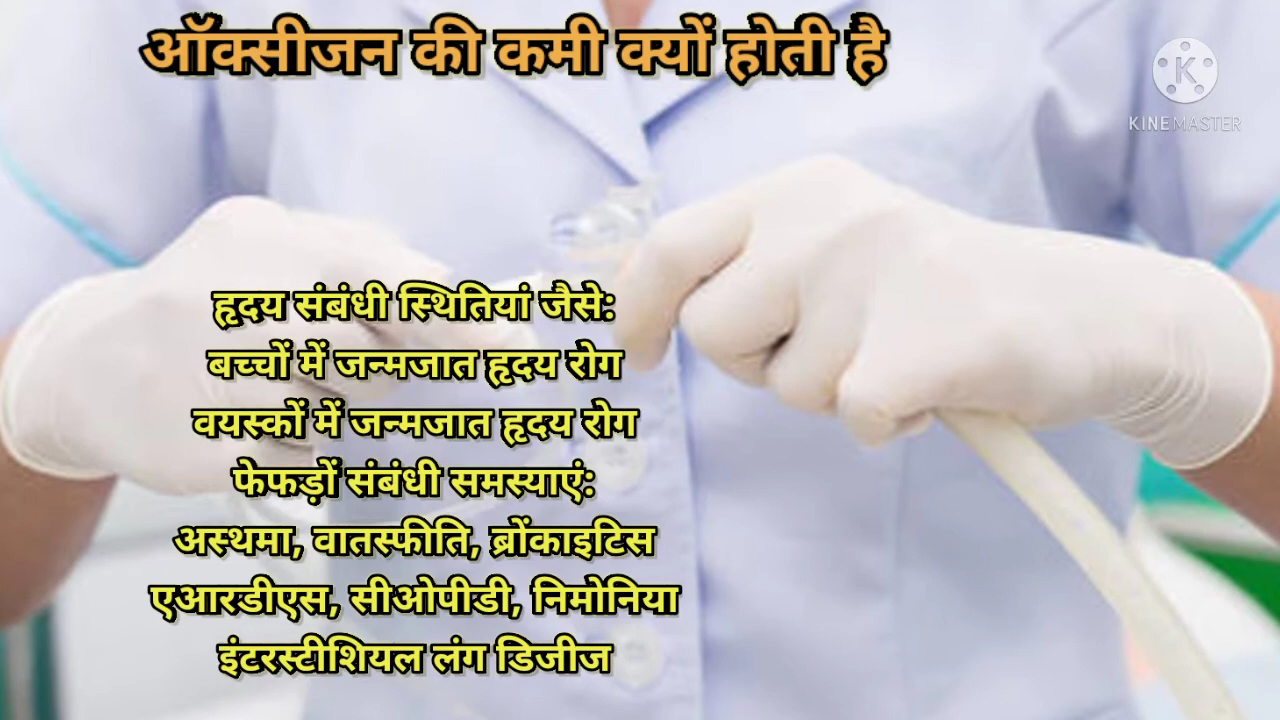 ऑक्सीजन की कमी क्यों होती है
K
KINEMASTER
हृदय संबंधी स्थितियां जैसे:
बच्चों में जन्मजात हृदय रोग
वयस्कों में जन्मजात हृदय रोग
फेफड़ों संबंधी समस्याएं:
अस्थमा, वातस्फीति, ब्रोंकाइटिस
एआरडीएस, सीओपीडी, निमोनिया
इंटरस्टीशियल लंग डिजीज